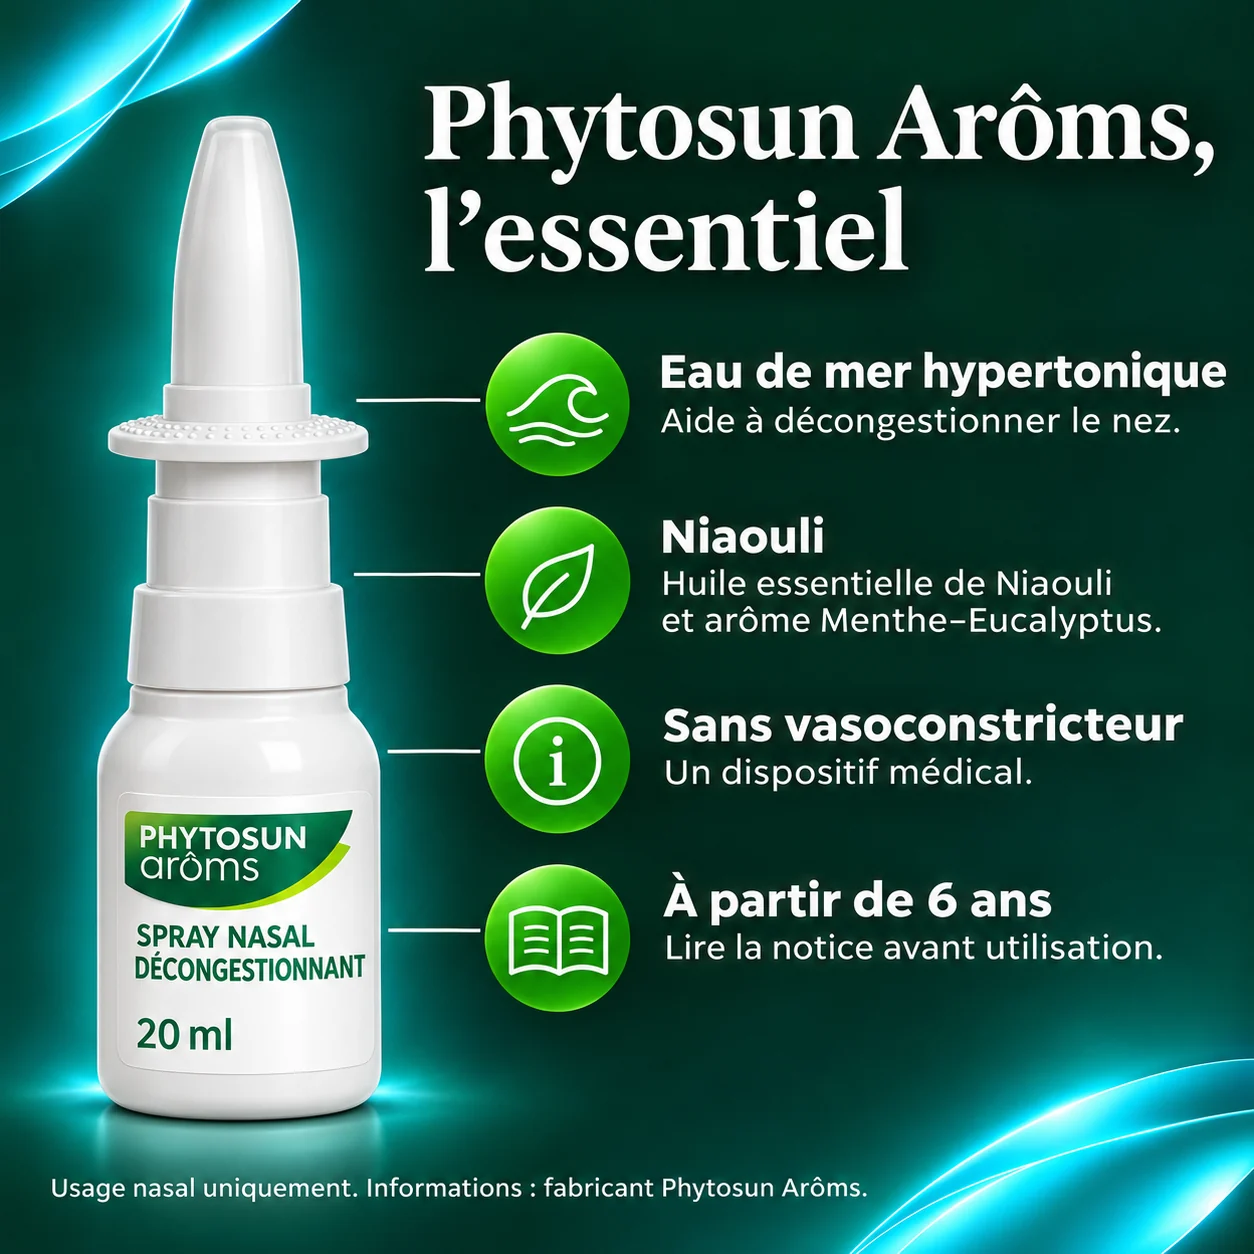 Phytosun Arôms,
l’essentiel
Eau de mer hypertonique
Aide à décongestionner le nez.
Niaouli
Huile essentielle de Niaouli
et arôme Menthe–Eucalyptus.
Sans vasoconstricteur
Un dispositif médical.
À partir de 6 ans
Lire la notice avant utilisation.
PHYTOSUN
arôms
SPRAY NASAL
DÉCONGESTIONNANT
20 ml
Usage nasal uniquement. Informations : fabricant Phytosun Arôms.